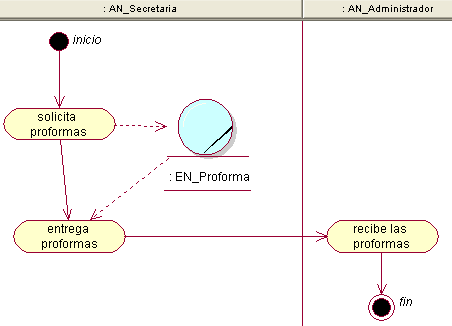 : AN_Secretaria
: AN_Administrador
inicio
solicita
proformas
: EN_Proforma
entrega
proformas
recibe las
proformas
fin